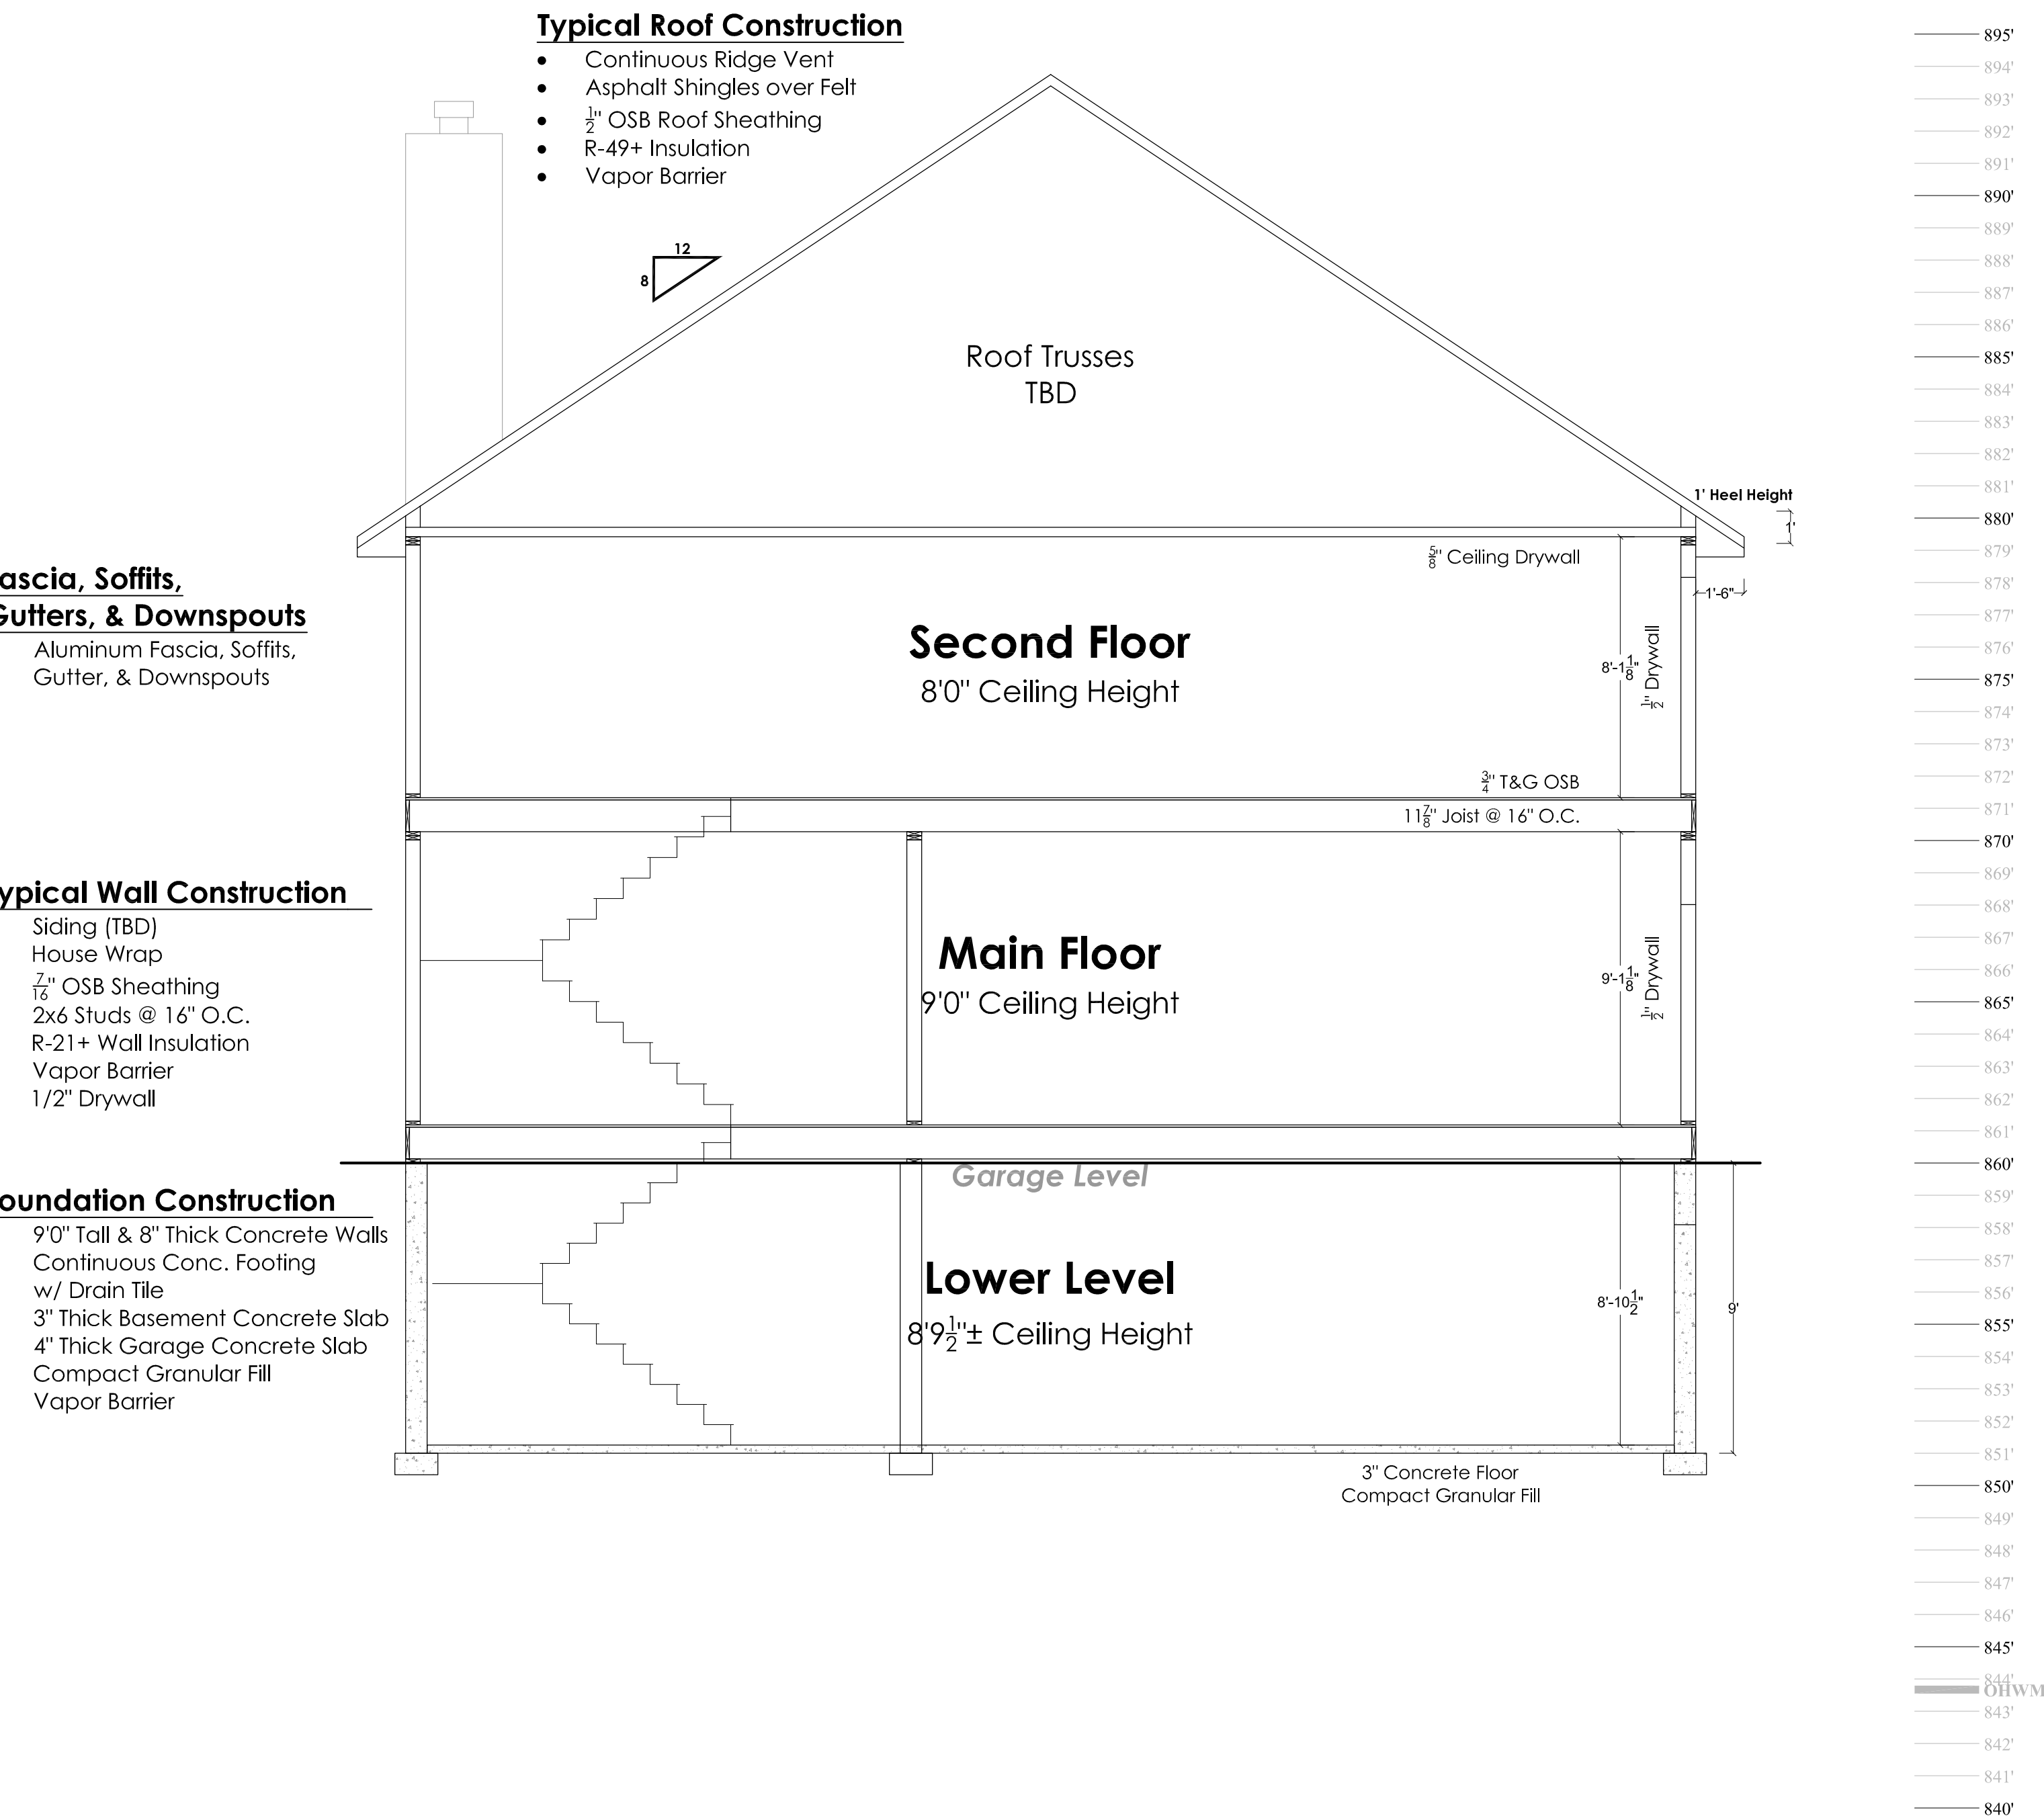 Typical Roof Construction
• Continuous Ridge Vent
• Asphalt Shingles over Felt
• 1/2" OSB Roof Sheathing
• R-49+ Insulation
• Vapor Barrier
12
8
Roof Trusses
TBD
1' Heel Height
1'
1'-6"
5/8" Ceiling Drywall
ascia, Soffits,
Gutters, & Downspouts
Aluminum Fascia, Soffits,
Gutter, & Downspouts
Second Floor
8'0" Ceiling Height
8'-1 1/8"
1/2" Drywall
3/4" T&G OSB
11 7/8" Joist @ 16" O.C.
ypical Wall Construction
Siding (TBD)
House Wrap
7/16" OSB Sheathing
2x6 Studs @ 16" O.C.
R-21+ Wall Insulation
Vapor Barrier
1/2" Drywall
Main Floor
9'0" Ceiling Height
9'-1 1/8"
1/2" Drywall
Garage Level
oundation Construction
9'0" Tall & 8" Thick Concrete Walls
Continuous Conc. Footing
w/ Drain Tile
3" Thick Basement Concrete Slab
4" Thick Garage Concrete Slab
Compact Granular Fill
Vapor Barrier
Lower Level
8'9 1/2"± Ceiling Height
8'-10 1/2"
9'
3" Concrete Floor
Compact Granular Fill
895'
894'
893'
892'
891'
890'
889'
888'
887'
886'
885'
884'
883'
882'
881'
880'
879'
878'
877'
876'
875'
874'
873'
872'
871'
870'
869'
868'
867'
866'
865'
864'
863'
862'
861'
860'
859'
858'
857'
856'
855'
854'
853'
852'
851'
850'
849'
848'
847'
846'
845'
844'
OHWM
843'
842'
841'
840'